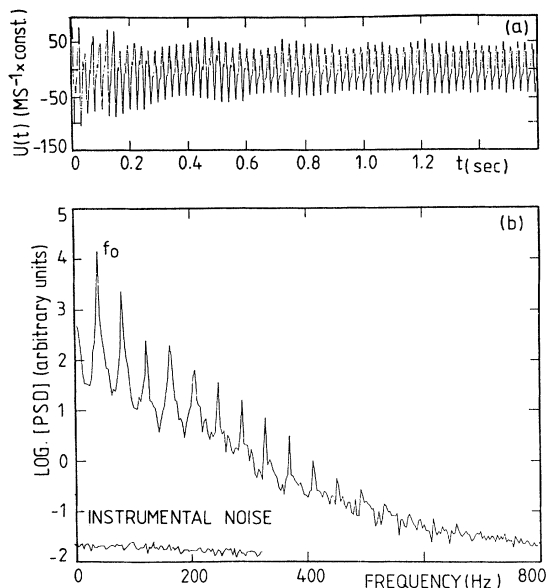 (a)
U(t) (MS⁻¹ x const)
50
-50
-150
0 0.2 0.4 0.6 0.8 1.0 1.2 t(sec)
(b)
LOG. [PSD] (arbitrary units)
5
4
3
2
1
0
-1
-2
fo
INSTRUMENTAL NOISE
0 200 400 600 800
FREQUENCY (Hz)